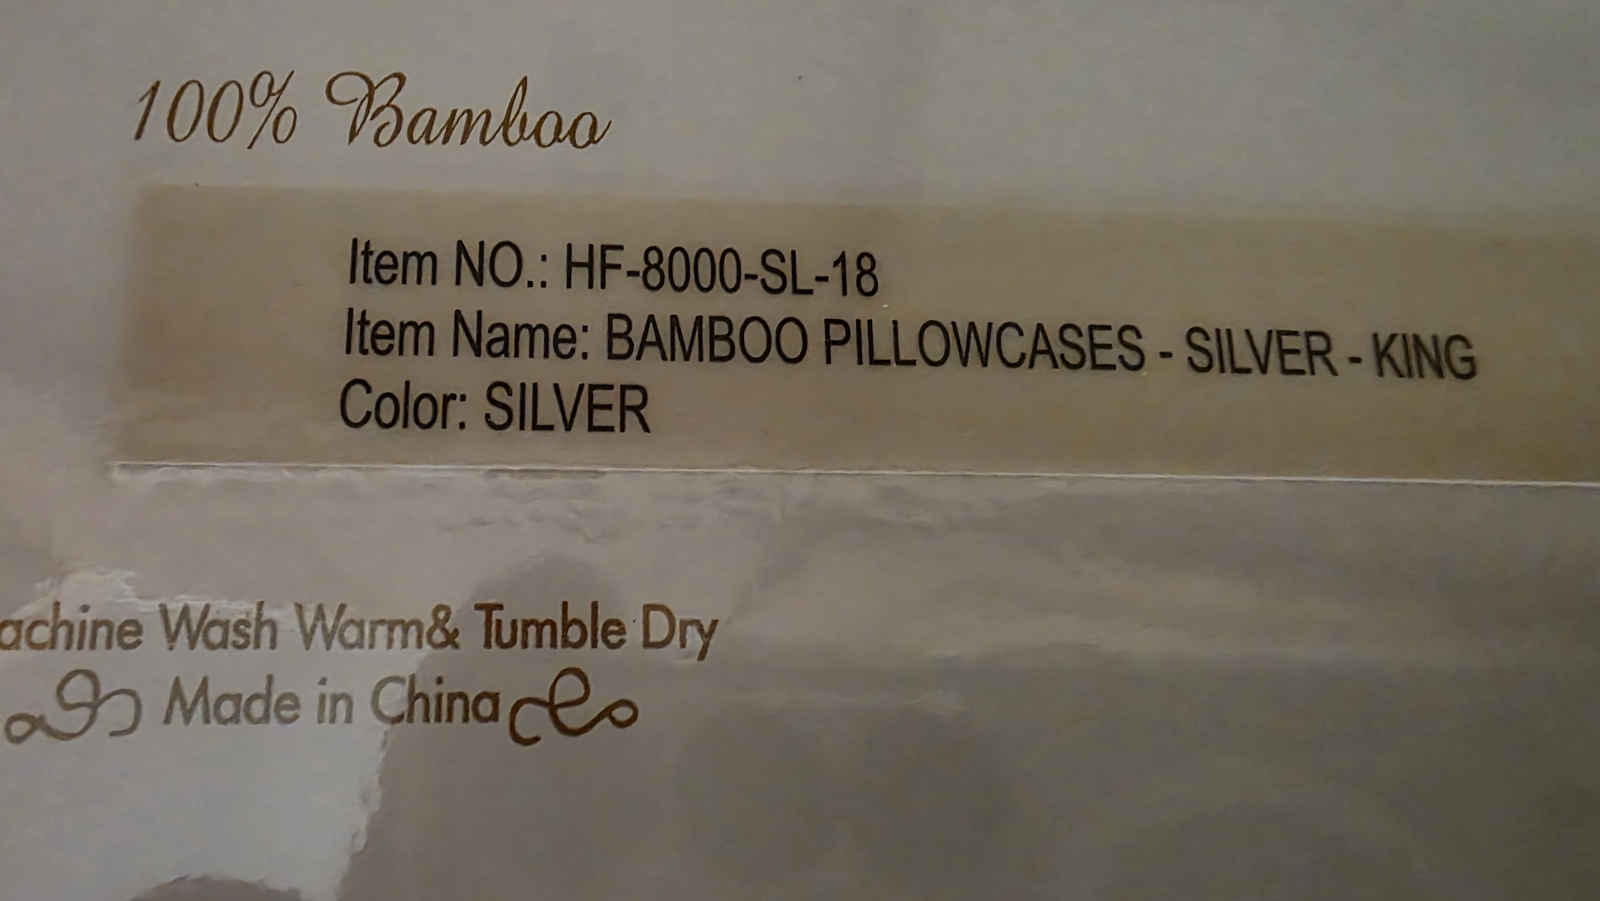 100% Bamboo
Item NO.: HF-8000-SL-18
Item Name: BAMBOO PILLOWCASES - SILVER - KING
Color: SILVER
achine Wash Warm& Tumble Dry
Made in China